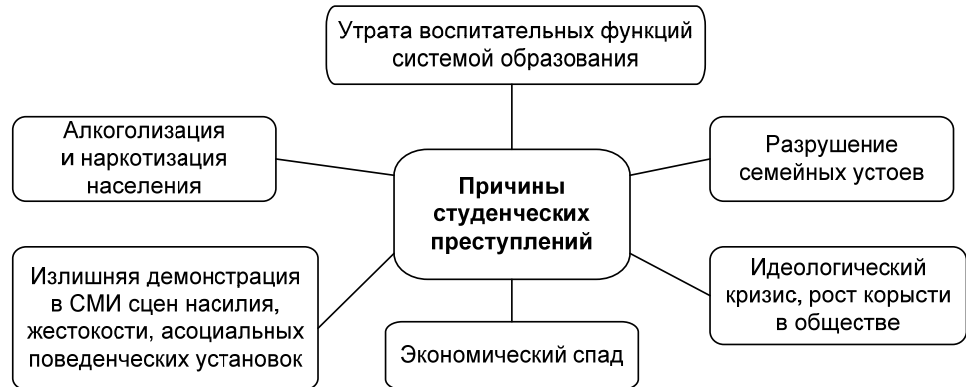 Утрата воспитательных функций
системой образования
Алкоголизация
и наркотизация
населения
Разрушение
семейных устоев
Причины
студенческих
преступлений
Излишняя демонстрация
в СМИ сцен насилия,
жестокости, асоциальных
поведенческих установок
Идеологический
кризис, рост корысти
в обществе
Экономический спад